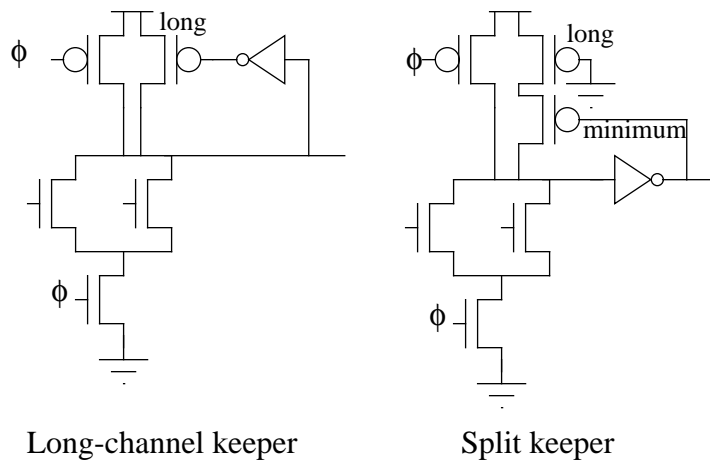 long
long
ϕ
ϕ
minimum
ϕ
ϕ
Long-channel keeper
Split keeper